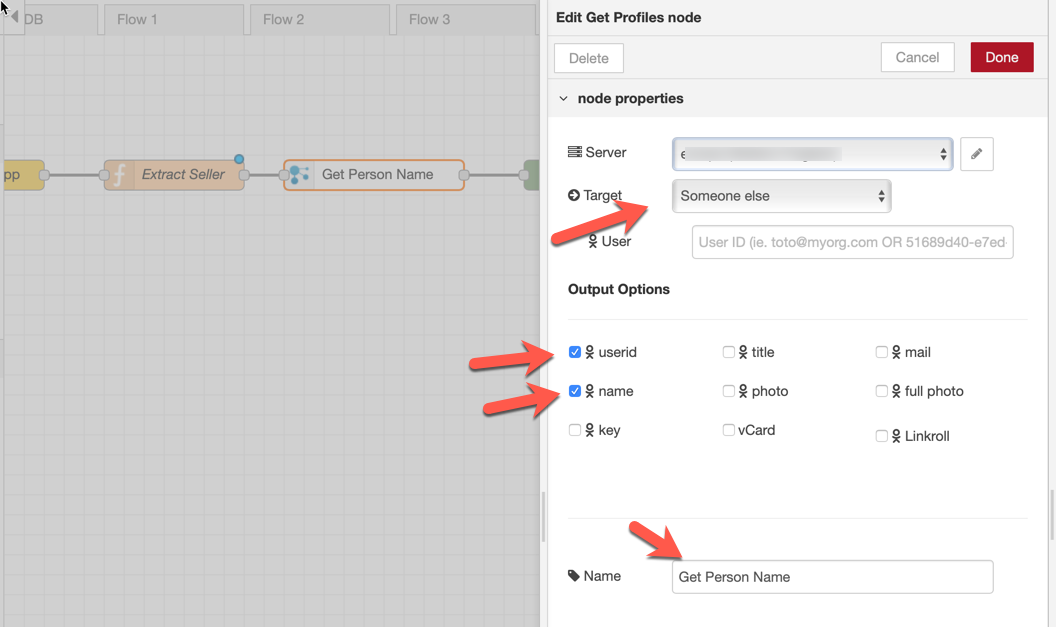 DB
Flow 1
Flow 2
Flow 3
Edit Get Profiles node
Delete
Cancel
Done
node properties
pp
Extract Seller
Get Person Name
Server
Target
Someone else
User
User ID (ie. toto@myorg.com OR 51689d40-e7ed
Output Options
userid
title
mail
name
photo
full photo
key
vCard
Linkroll
Name
Get Person Name